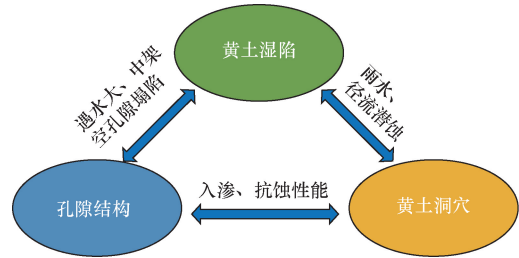 黄土湿陷
遇水大、中架
空孔隙塌陷
雨水、
径流潜蚀
孔隙结构
入渗、抗蚀性能
黄土洞穴